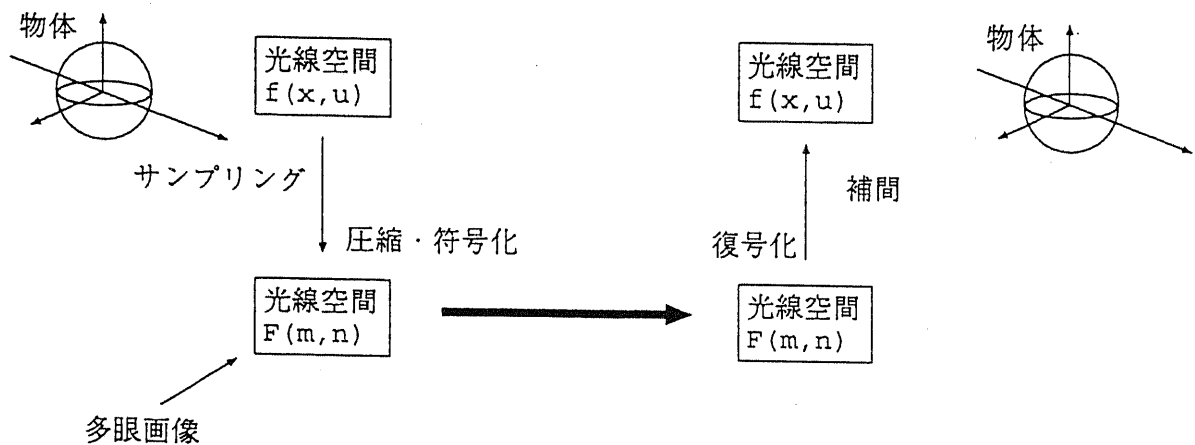 物体
光線空間
f(x,u)
サンプリング
圧縮・符号化
光線空間
F(m,n)
多眼画像
光線空間
f(x,u)
物体
補間
復号化
光線空間
F(m,n)